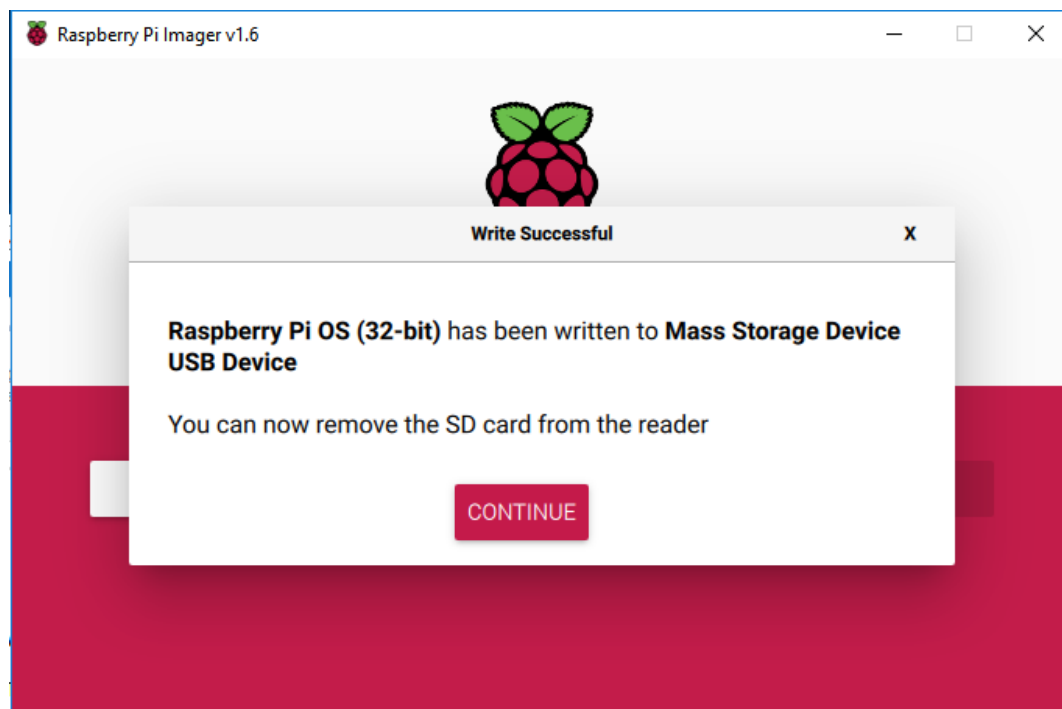 Raspberry Pi Imager v1.6
Write Successful
X
Raspberry Pi OS (32-bit) has been written to Mass Storage Device
USB Device
You can now remove the SD card from the reader
CONTINUE